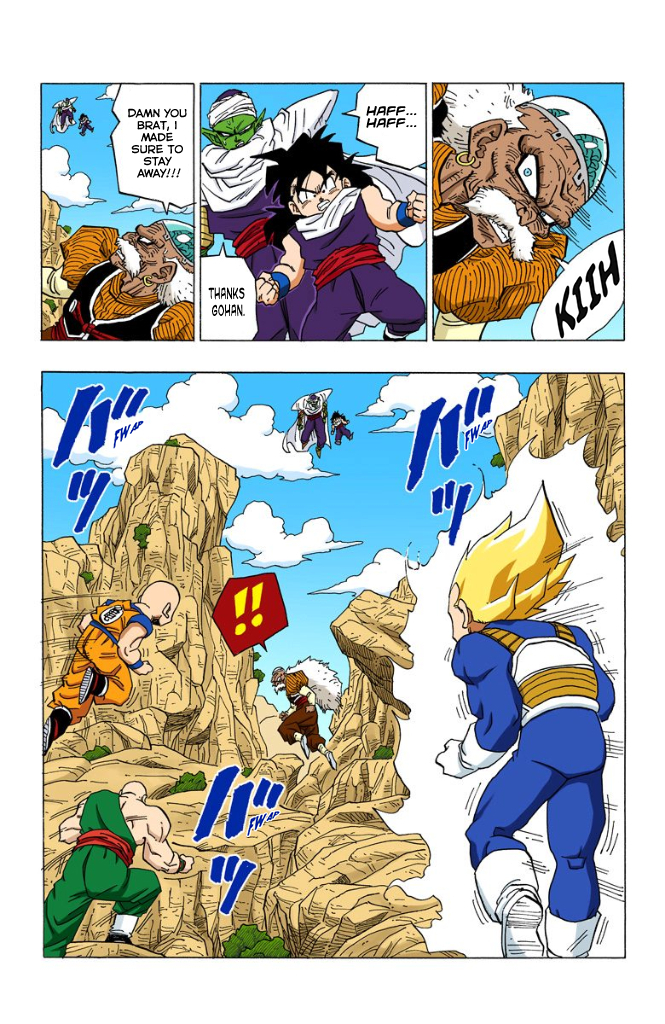 DAMN YOU
BRAT, I
MADE
SURE TO
STAY
AWAY!!!
HAFF...
HAFF...
THANKS
GOHAN.
KIIH
バッ
FWAP
バッ
FWAP
!!
バッ
FWAP